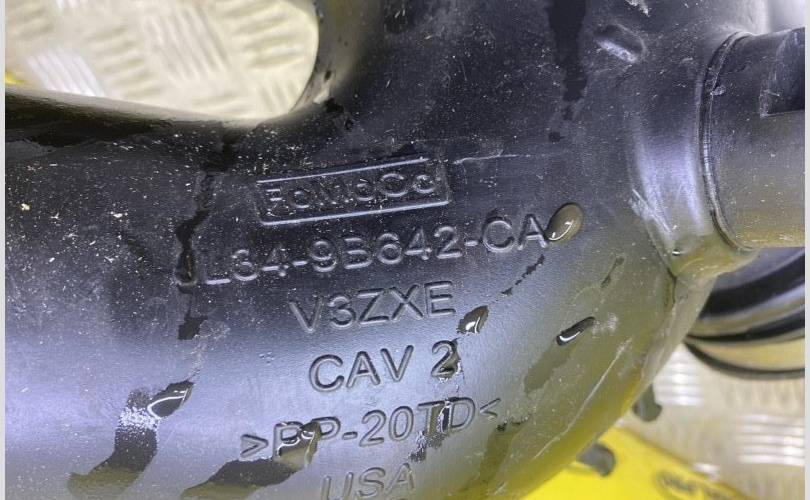 FoMoCo
JL34-9B642-CA
V3ZXE
CAV 2
>PP-20TD<
USA